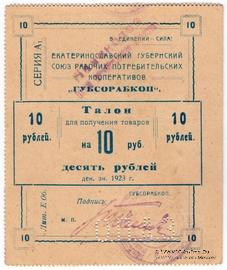 10
10
В ЕДИНЕНИИ - СИЛА!
СЕРИЯ А.
ЕКАТЕРИНОСЛАВСКИЙ ГУБЕРНСКИЙ
СОЮЗ РАБОЧИХ ПОТРЕБИТЕЛЬСКИХ
КООПЕРАТИВОВ
„ГУБСОРАБКОП".
10
рублей.
Талон
для получения товаров
на 10 руб.
десять рублей
ден. зн. 1923 г.
10
рублей.
ГУБСОРАБКОП.
Подпись
м. п.
10
10